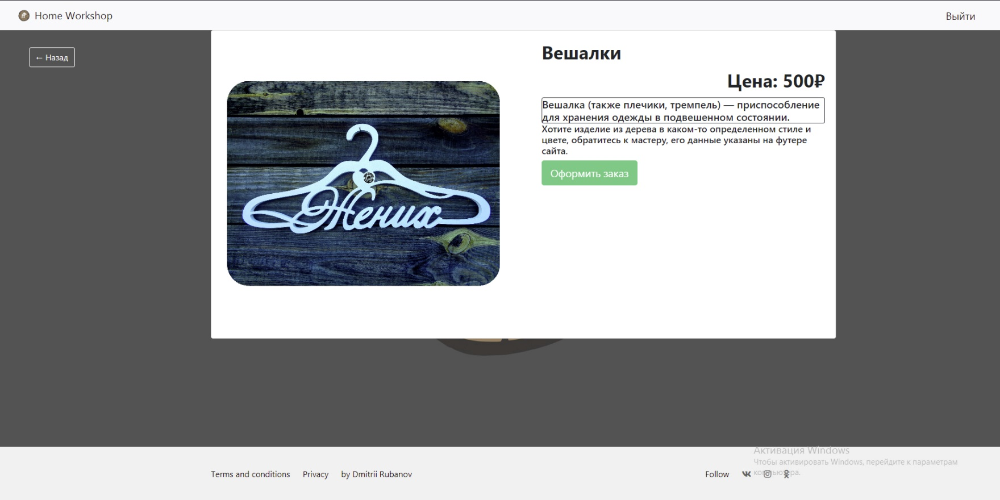 Home Workshop
Выйти
← Назад
Вешалки
Цена: 500₽
Вешалка (также плечики, тремпель) — приспособление
для хранения одежды в подвешенном состоянии.
Хотите изделие из дерева в каком-то определенном стиле и
цвете, обратитесь к мастеру, его данные указаны на футере
сайта.
Оформить заказ
Жених
Активация Windows
Чтобы активировать Windows, перейдите к параметрам
компьютера.
Terms and conditions
Privacy
by Dmitrii Rubanov
Follow